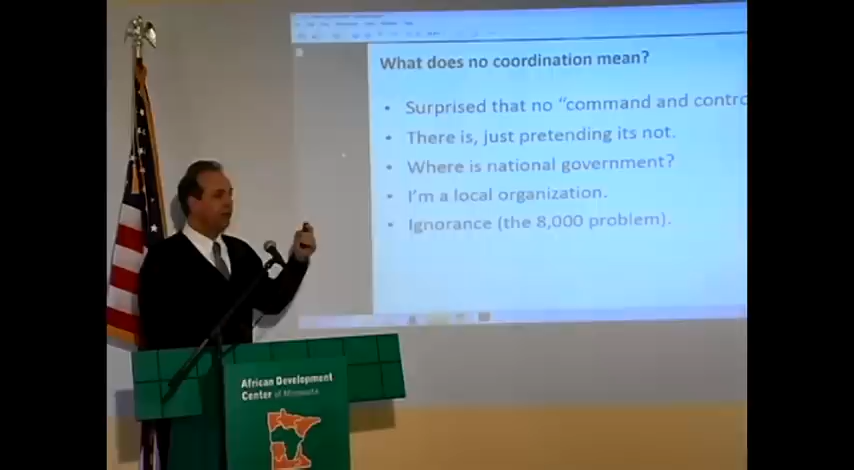 What does no coordination mean?
• Surprised that no “command and contro
• There is, just pretending its not.
• Where is national government?
• I'm a local organization.
• Ignorance (the 8,000 problem).
African Development
Center of Minnesota